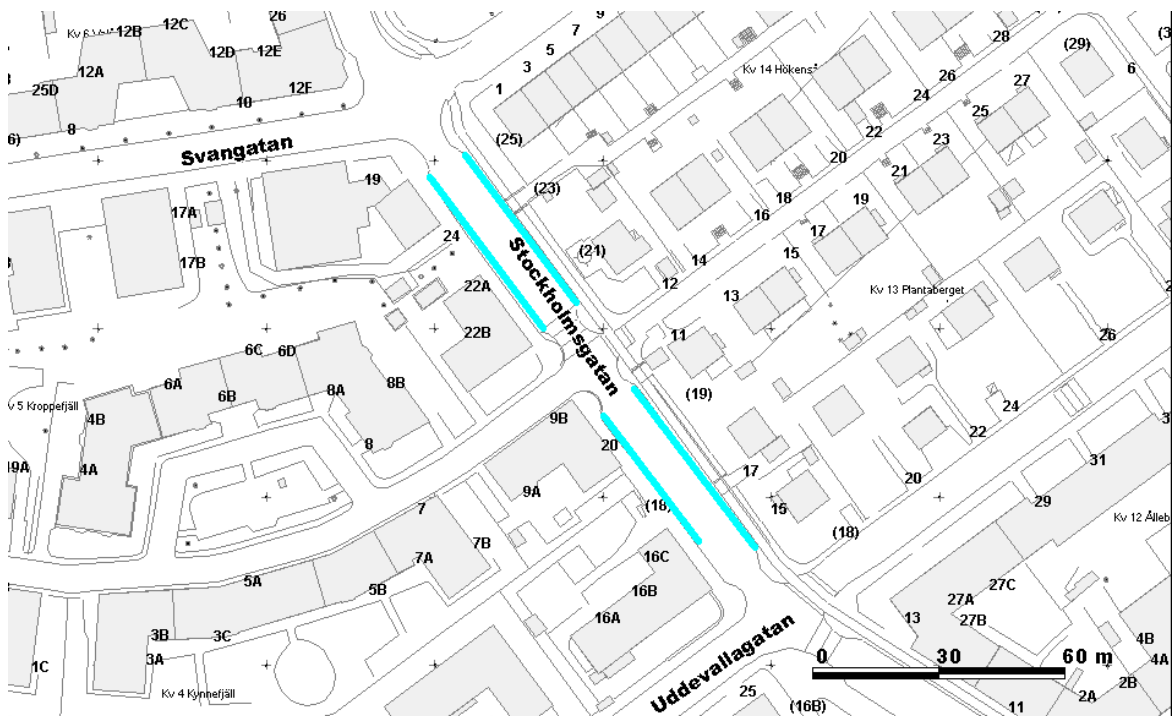 12C
26
9
7
5
3
1
12B
12D
12E
12A
12F
25D
10
8
(25)
Svangatan
19
17A
17B
24
22A
22B
(23)
(21)
Kv 14 Hökens
28
26
24
22
20
18
16
14
12
(29)
6
27
25
23
21
19
17
15
13
11
Kv 13 Plantaberget
Stockholmsgatan
6C
6D
6A
6B
8A
8B
8
Kv 5 Kroppefjäll
4B
4A
49A
9B
20
9A
(18)
(19)
17
15
(18)
26
24
22
20
31
29
Kv 12 Ålleb
7
7A
7B
5A
5B
3B
3C
3A
1C
Kv 4 Kynnefjäll
16C
16B
16A
Uddevallagatan
25
(16B)
13
27C
27A
27B
4B
4A
2B
2A
11
0 30 60 m